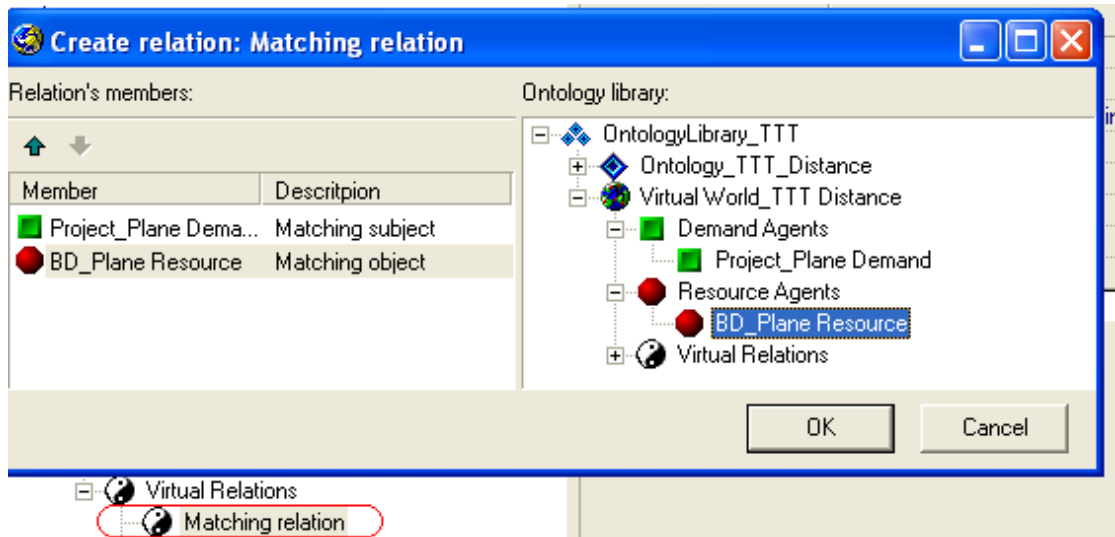 Create relation: Matching relation
Relation's members:
Ontology library:
Member Descritpion
Project_Plane Dema... Matching subject
BD_Plane Resource Matching object
OntologyLibrary_TTT
Ontology_TTT_Distance
Virtual World_TTT Distance
Demand Agents
Project_Plane Demand
Resource Agents
BD_Plane Resource
Virtual Relations
OK Cancel
Virtual Relations
Matching relation